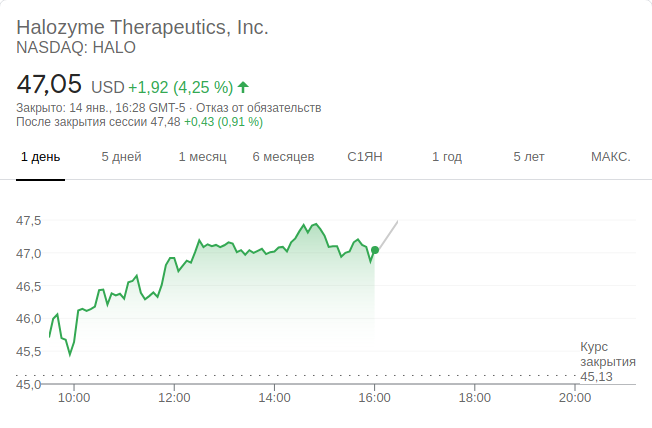 Halozyme Therapeutics, Inc.
NASDAQ: HALO
47,05 USD +1,92 (4,25 %)
Закрыто: 14 янв., 16:28 GMT-5 · Отказ от обязательств
После закрытия сессии 47,48 +0,43 (0,91 %)
1 день 5 дней 1 месяц 6 месяцев С1ЯН 1 год 5 лет МАКС.
47,5
47,0
46,5
46,0
45,5
45,0
Курс
закрытия
45,13
10:00 12:00 14:00 16:00 18:00 20:00